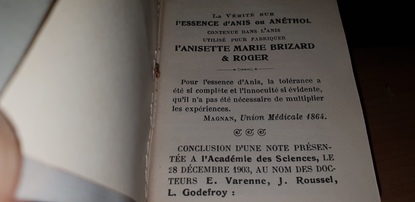 La Vérité sur
l'ESSENCE d'ANIS ou ANÉTHOL
CONTENUE DANS L'ANIS
UTILISÉ POUR FABRIQUER
l'ANISETTE MARIE BRIZARD
& ROGER
Pour l'essence d'Anis, la tolérance a
été si complète et l'innocuité si évidente,
qu'il n'a pas été nécessaire de multiplier
les expériences.
Magnan, Union Médicale 1864.
CONCLUSION D'UNE NOTE PRÉSEN-
TÉE A l'Académie des Sciences, LE
28 DÉCEMBRE 1903, AU NOM DES DOC-
TEURS E. Varenne, J. Roussel,
L. Godefroy :